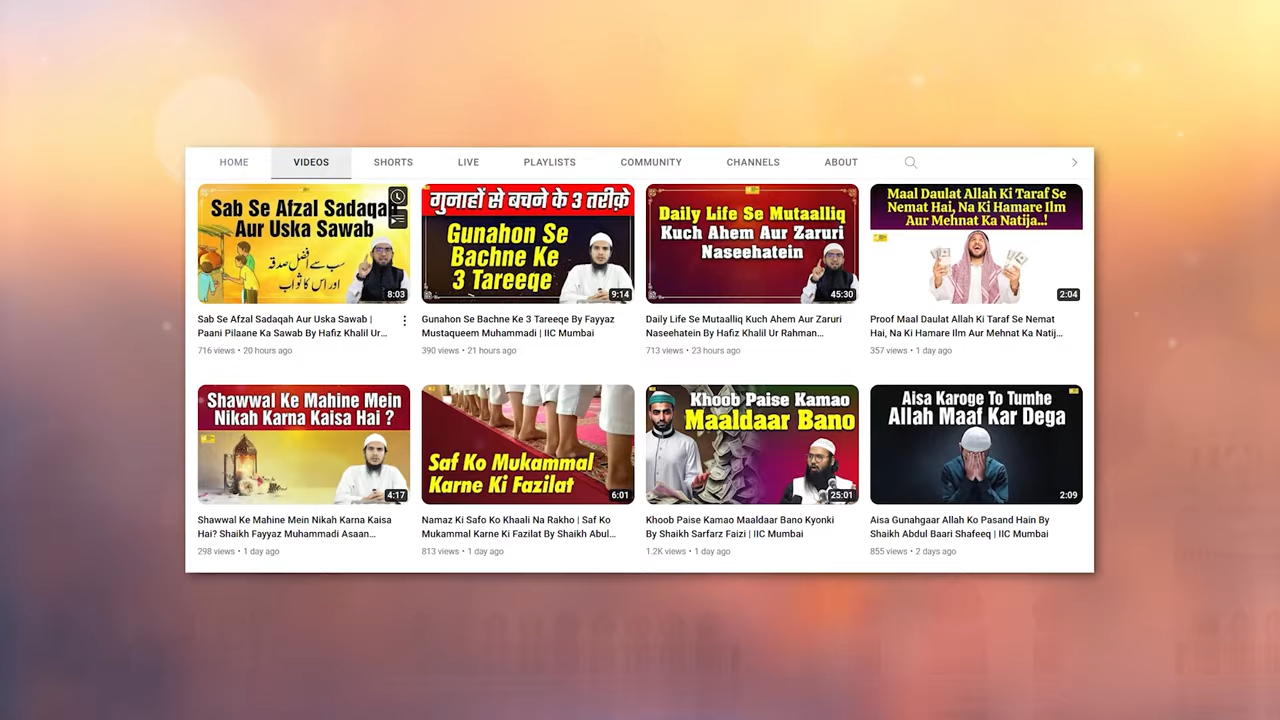 HOME VIDEOS SHORTS LIVE PLAYLISTS COMMUNITY CHANNELS ABOUT
Sab Se Afzal Sadaqah
Aur Uska Sawab
سب سے افضل صدقہ
اور اس کا ثواب
8:03
Sab Se Afzal Sadaqah Aur Uska Sawab |
Paani Pilaane Ka Sawab By Hafiz Khalil Ur...
716 views • 20 hours ago
गुनाहों से बचने के 3 तरीक़े
Gunahon Se
Bachne Ke
3 Tareeqe
9:14
Gunahon Se Bachne Ke 3 Tareeqe By Fayyaz
Mustaqueem Muhammadi | IIC Mumbai
390 views • 21 hours ago
Daily Life Se Mutaalliq
Kuch Ahem Aur Zaruri
Naseehatein
45:30
Daily Life Se Mutaalliq Kuch Ahem Aur Zaruri
Naseehatein By Hafiz Khalil Ur Rahman...
713 views • 23 hours ago
Maal Daulat Allah Ki Taraf Se
Nemat Hai, Na Ki Hamare Ilm
Aur Mehnat Ka Natija..!
2:04
Proof Maal Daulat Allah Ki Taraf Se Nemat
Hai, Na Ki Hamare Ilm Aur Mehnat Ka Natij...
357 views • 1 day ago
Shawwal Ke Mahine Mein
Nikah Karna Kaisa Hai ?
4:17
Shawwal Ke Mahine Mein Nikah Karna Kaisa
Hai? Shaikh Fayyaz Muhammadi Asaan...
298 views • 1 day ago
Saf Ko Mukammal
Karne Ki Fazilat
6:01
Namaz Ki Safo Ko Khaali Na Rakho | Saf Ko
Mukammal Karne Ki Fazilat By Shaikh Abul...
813 views • 1 day ago
Khoob Paise Kamao
Maaldaar Bano
25:01
Khoob Paise Kamao Maaldaar Bano Kyonki
By Shaikh Sarfarz Faizi | IIC Mumbai
1.2K views • 1 day ago
Aisa Karoge To Tumhe
Allah Maaf Kar Dega
2:09
Aisa Gunahgaar Allah Ko Pasand Hain By
Shaikh Abdul Baari Shafeeq | IIC Mumbai
855 views • 2 days ago